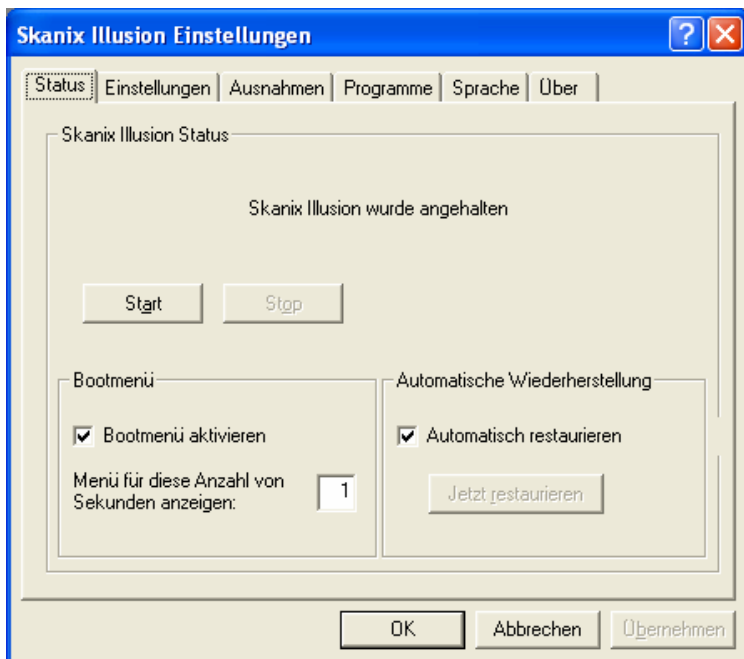 Skanix Illusion Einstellungen
Status Einstellungen Ausnahmen Programme Sprache Über
Skanix Illusion Status
Skanix Illusion wurde angehalten
Start Stop
Bootmenü
Bootmenü aktivieren
Menü für diese Anzahl von
Sekunden anzeigen: 1
Automatische Wiederherstellung
Automatisch restaurieren
Jetzt restaurieren
OK Abbrechen Übernehmen